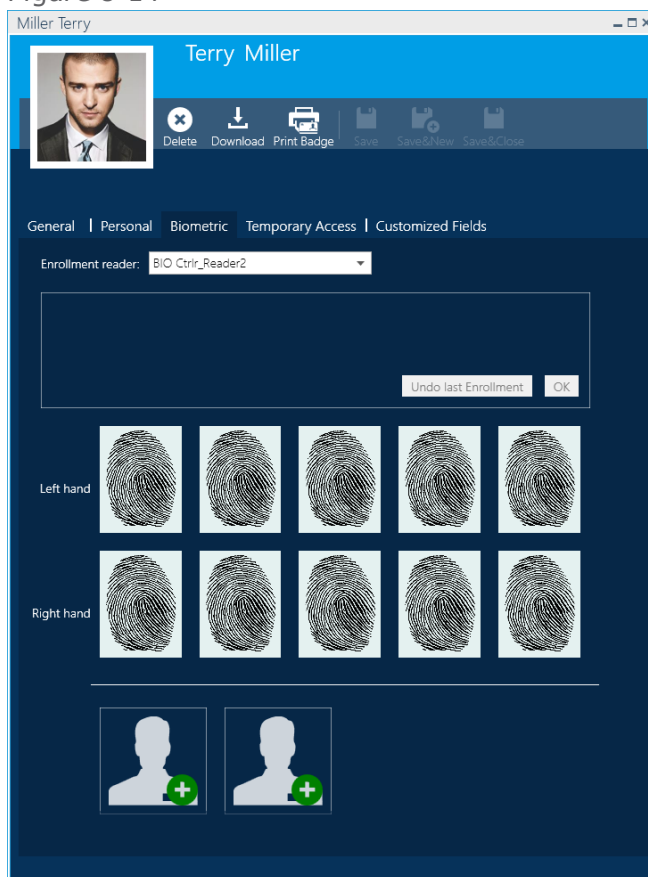 Miller Terry
Terry Miller
Delete Download Print Badge Save Save&New Save&Close
General Personal Biometric Temporary Access Customized Fields
Enrollment reader: BIO Ctrlr_Reader2
Undo last Enrollment OK
Left hand
Right hand